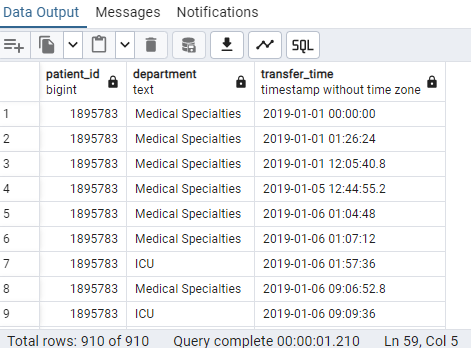 Data Output Messages Notifications
SQL
patient_id department transfer_time
bigint text timestamp without time zone
1 1895783 Medical Specialties 2019-01-01 00:00:00
2 1895783 Medical Specialties 2019-01-01 01:26:24
3 1895783 Medical Specialties 2019-01-01 12:05:40.8
4 1895783 Medical Specialties 2019-01-05 12:44:55.2
5 1895783 Medical Specialties 2019-01-06 01:04:48
6 1895783 Medical Specialties 2019-01-06 01:07:12
7 1895783 ICU 2019-01-06 01:57:36
8 1895783 Medical Specialties 2019-01-06 09:06:52.8
9 1895783 ICU 2019-01-06 09:09:36
Total rows: 910 of 910 Query complete 00:00:01.210 Ln 59, Col 5